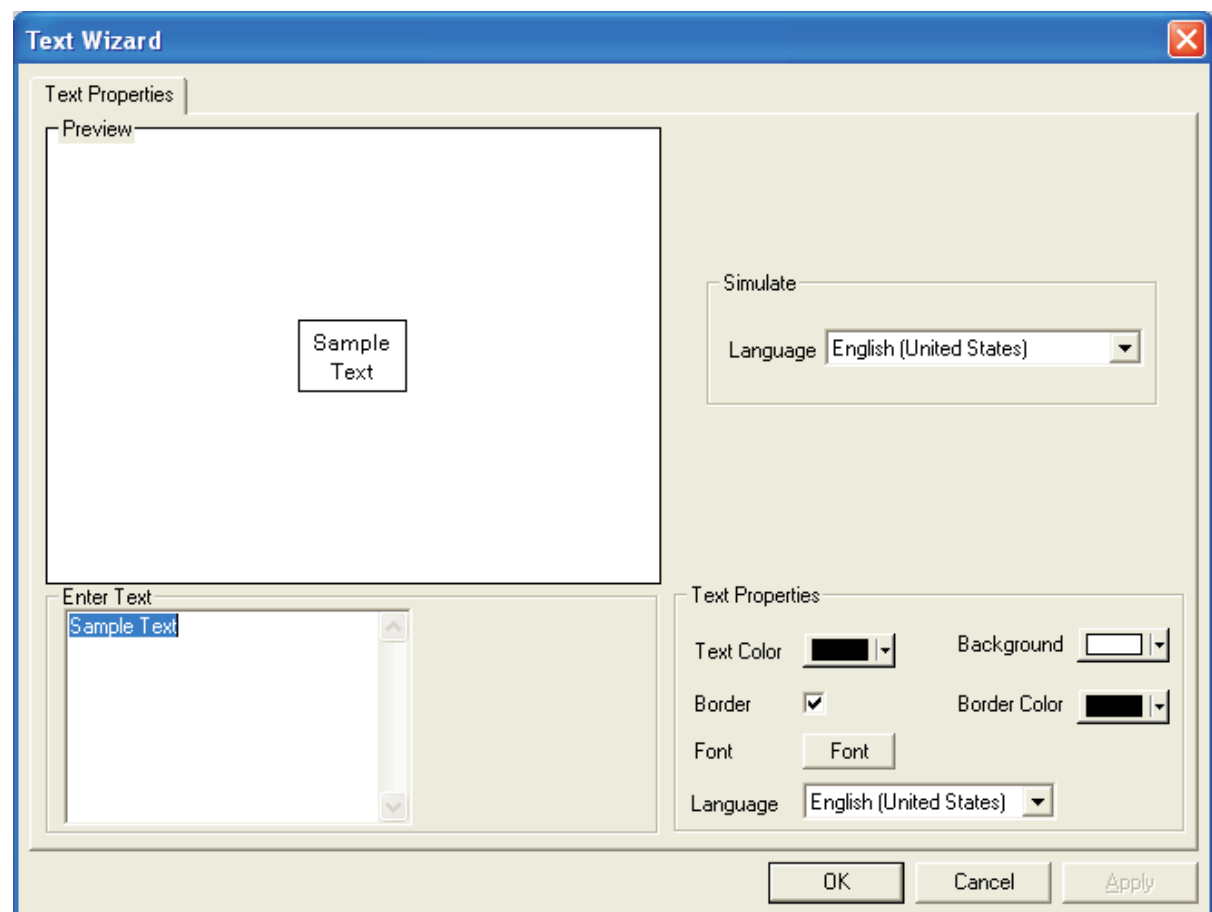 Text Wizard
Text Properties
Preview
Sample
Text
Simulate
Language English (United States)
Enter Text
Sample Text
Text Properties
Text Color
Background
Border
Border Color
Font Font
Language English (United States)
OK Cancel Apply